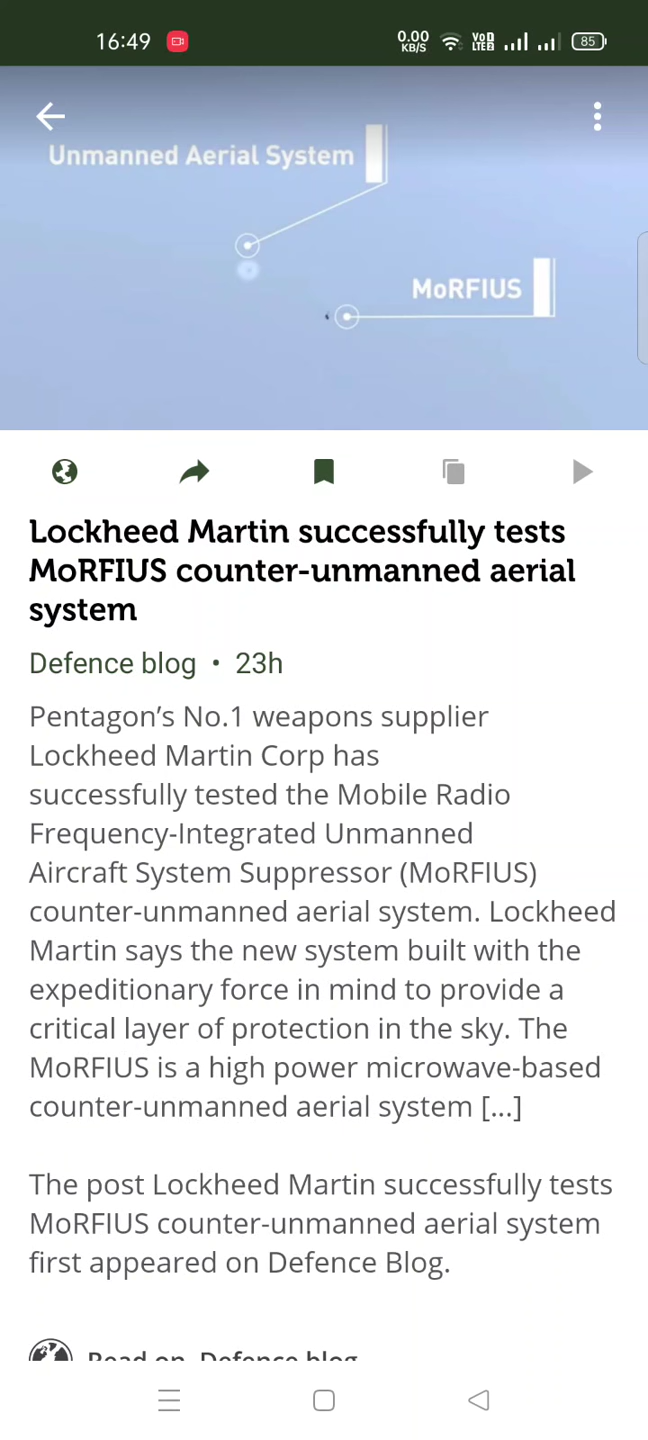 16:49
0.00 KB/S
VoD LTE2
85
Unmanned Aerial System
MoRFIUS
Lockheed Martin successfully tests
MoRFIUS counter-unmanned aerial
system
Defence blog • 23h
Pentagon’s No.1 weapons supplier
Lockheed Martin Corp has
successfully tested the Mobile Radio
Frequency-Integrated Unmanned
Aircraft System Suppressor (MoRFIUS)
counter-unmanned aerial system. Lockheed
Martin says the new system built with the
expeditionary force in mind to provide a
critical layer of protection in the sky. The
MoRFIUS is a high power microwave-based
counter-unmanned aerial system [...]
The post Lockheed Martin successfully tests
MoRFIUS counter-unmanned aerial system
first appeared on Defence Blog.
Read on Defence blog